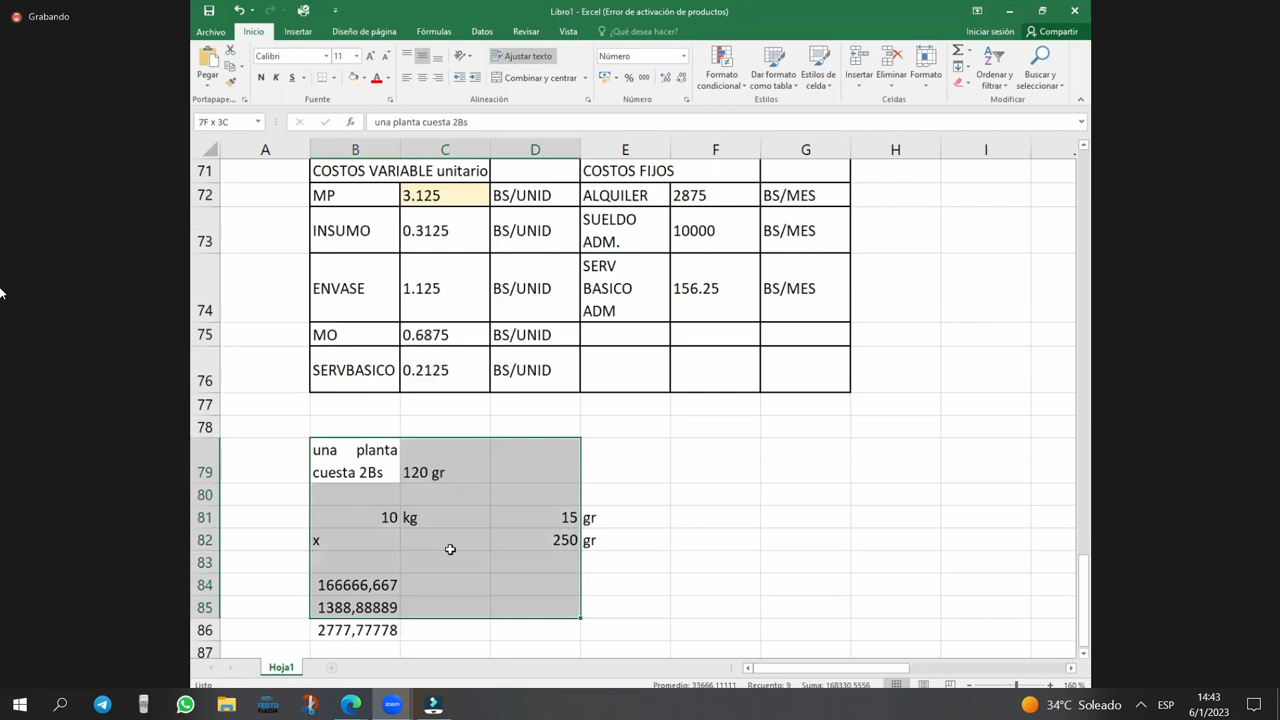 Grabando
Libro1 - Excel (Error de activación de productos)
Archivo Inicio Insertar Diseño de página Fórmulas Datos Revisar Vista ¿Qué desea hacer? Iniciar sesión Compartir
Pegar
Calibri 11
N K S
Ajustar texto
Combinar y centrar
Número
% 000
Formato condicional
Dar formato como tabla
Estilos de celda
Insertar Eliminar Formato
Ordenar y filtrar
Buscar y seleccionar
Portapape... Fuente Alineación Número Estilos Celdas Modificar
7F x 3C fx una planta cuesta 2Bs
A B C D E F G H I
71 COSTOS VARIABLE unitario COSTOS FIJOS
72 MP 3.125 BS/UNID ALQUILER 2875 BS/MES
73 INSUMO 0.3125 BS/UNID SUELDO ADM. 10000 BS/MES
74 ENVASE 1.125 BS/UNID SERV BASICO ADM 156.25 BS/MES
75 MO 0.6875 BS/UNID
76 SERVBASICO 0.2125 BS/UNID
77
78
79 una planta cuesta 2Bs 120 gr
80
81 10 kg 15 gr
82 x 250 gr
83
84 166666,667
85 1388,88889
86 2777,77778
87
Hoja1
Listo Promedio: 33666,11111 Recuento: 9 Suma: 168330,5556 160 %
FESTO
zoom
34°C Soleado
ESP
14:43
6/1/2023